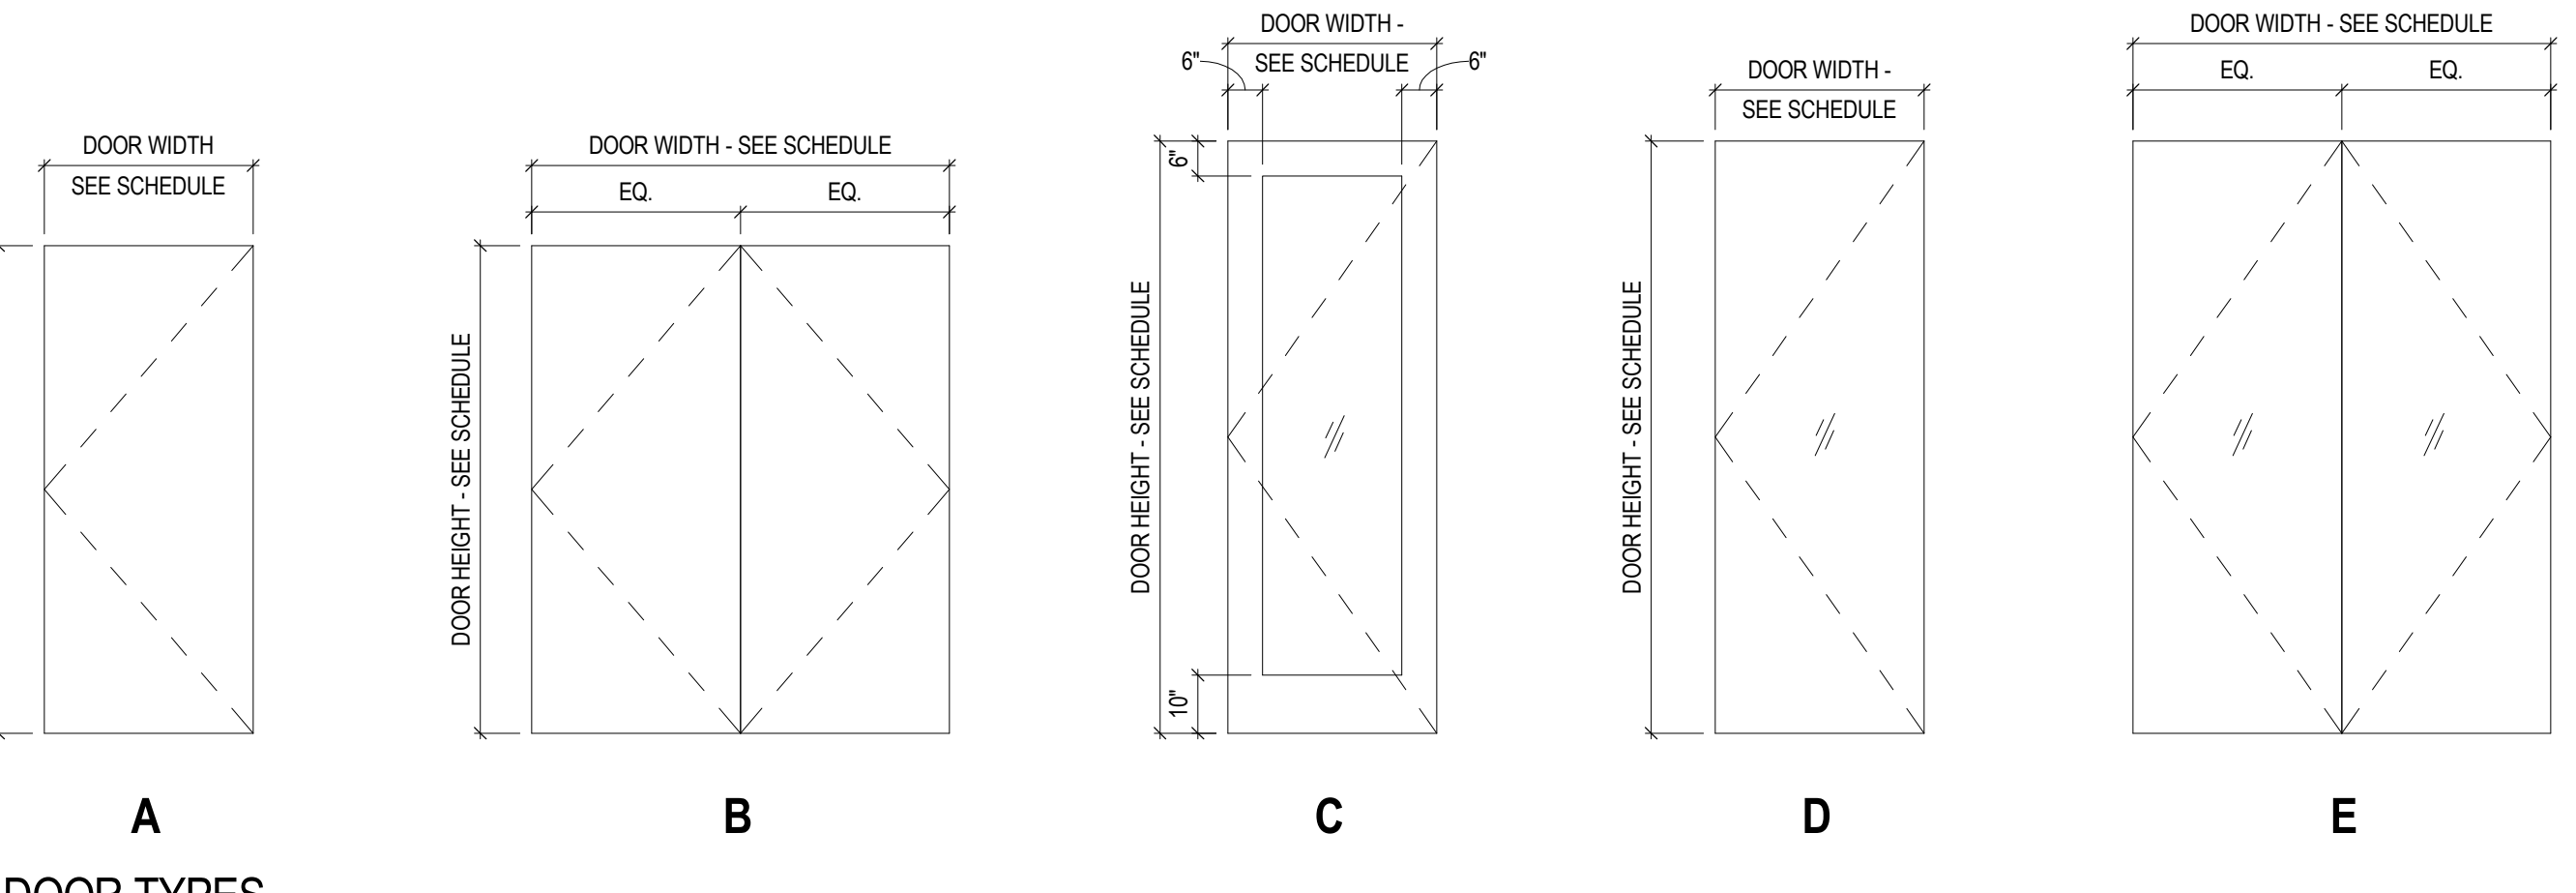 DOOR WIDTH
SEE SCHEDULE
A
DOOR WIDTH - SEE SCHEDULE
EQ.
EQ.
DOOR HEIGHT - SEE SCHEDULE
B
DOOR WIDTH -
SEE SCHEDULE
6"
6"
6"
DOOR HEIGHT - SEE SCHEDULE
10"
C
DOOR WIDTH -
SEE SCHEDULE
DOOR HEIGHT - SEE SCHEDULE
D
DOOR WIDTH - SEE SCHEDULE
EQ.
EQ.
E
DOOR TYPES